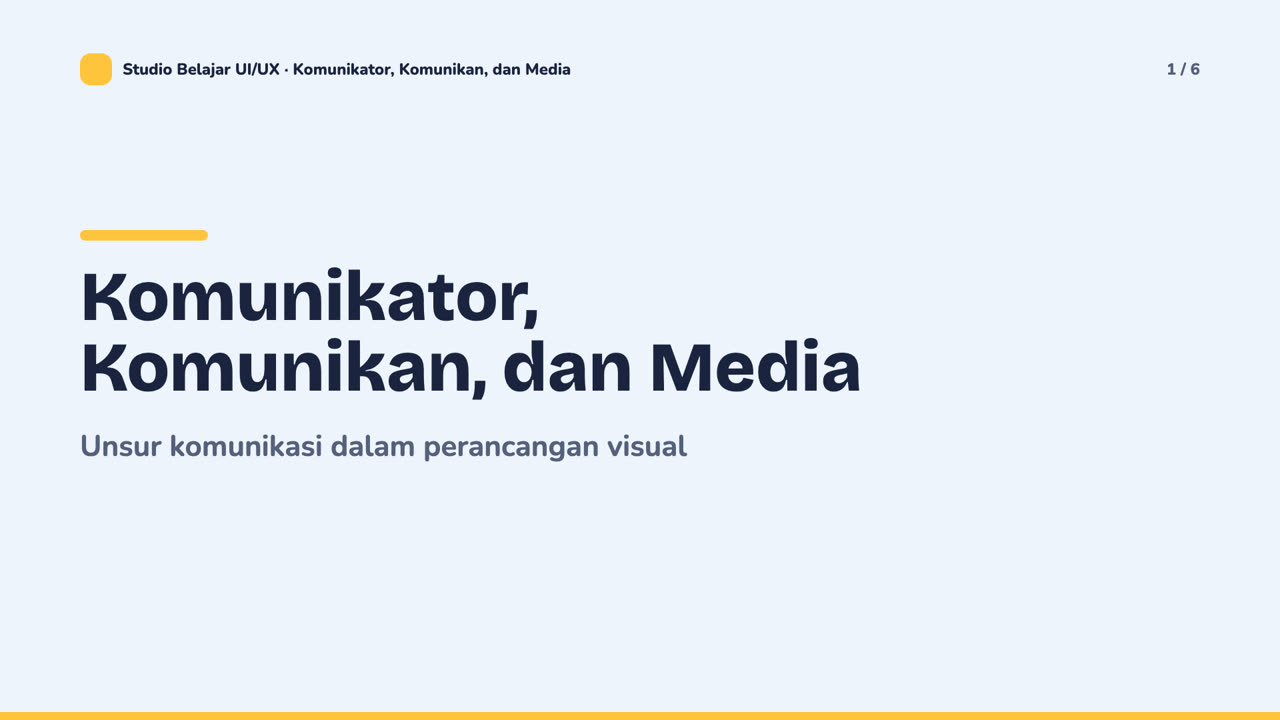 Studio Belajar UI/UX · Komunikator, Komunikan, dan Media
1 / 6
Komunikator,
Komunikan, dan Media
Unsur komunikasi dalam perancangan visual